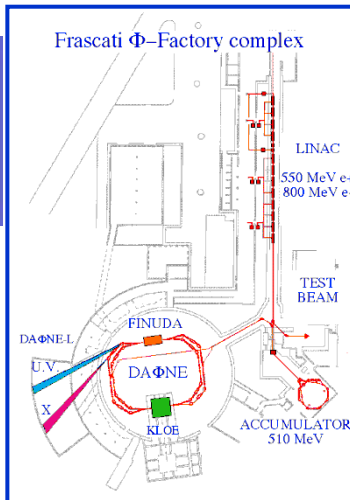 Frascati Φ–Factory complex
LINAC
550 MeV e-
800 MeV e-
TEST
BEAM
FINUDA
DAΦNE-L
U.V.
DAΦNE
X
KLOE
ACCUMULATOR
510 MeV